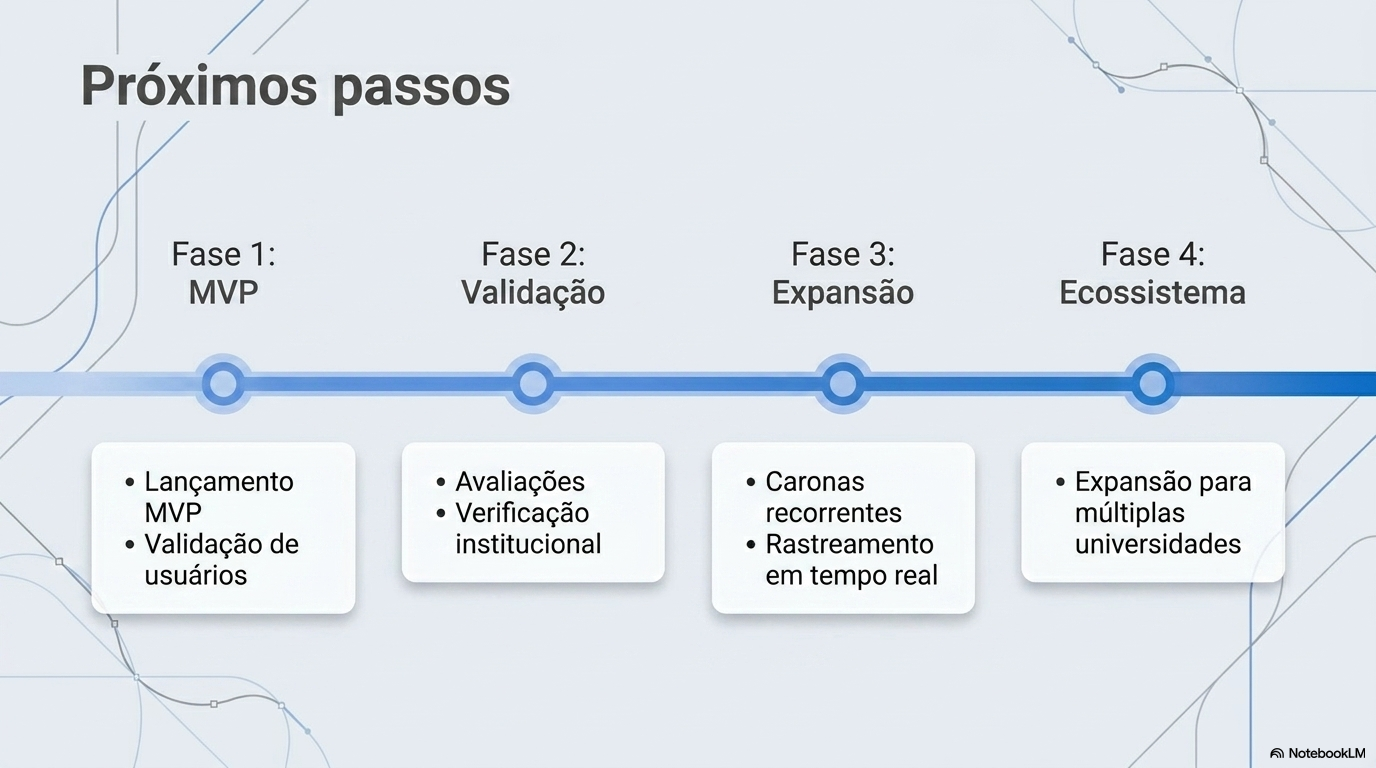 Próximos passos
Fase 1:
MVP
Fase 2:
Validação
Fase 3:
Expansão
Fase 4:
Ecossistema
• Lançamento
MVP
• Validação de
usuários
• Avaliações
• Verificação
institucional
• Caronas
recorrentes
• Rastreamento
em tempo real
• Expansão para
múltiplas
universidades
NotebookLM